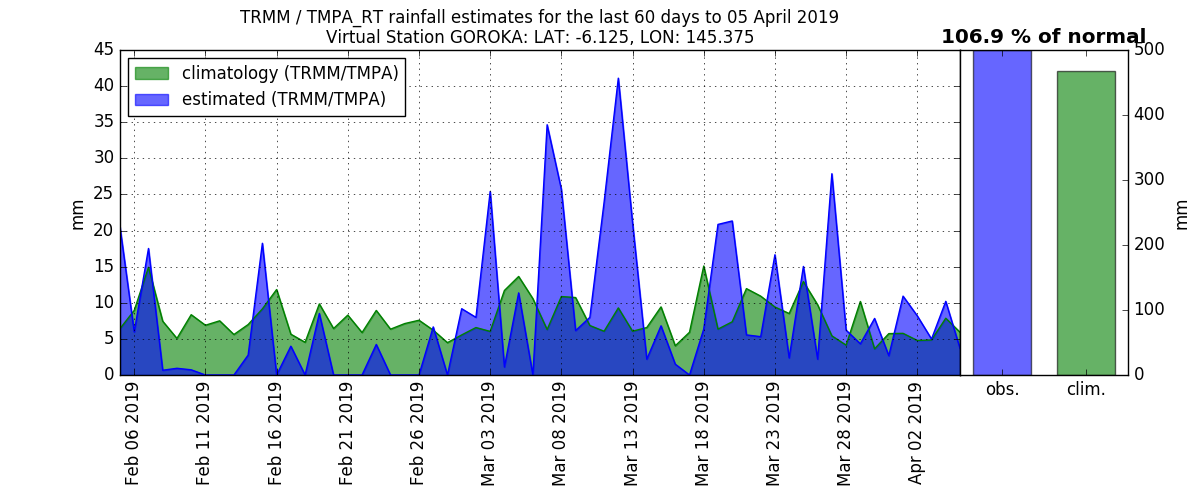 TRMM / TMPA_RT rainfall estimates for the last 60 days to 05 April 2019
Virtual Station GOROKA: LAT: -6.125, LON: 145.375
106.9 % of normal
climatology (TRMM/TMPA)
estimated (TRMM/TMPA)
mm
45
40
35
30
25
20
15
10
5
0
Feb 06 2019
Feb 11 2019
Feb 16 2019
Feb 21 2019
Feb 26 2019
Mar 03 2019
Mar 08 2019
Mar 13 2019
Mar 18 2019
Mar 23 2019
Mar 28 2019
Apr 02 2019
obs.
clim.
500
400
300
200
100
0
mm